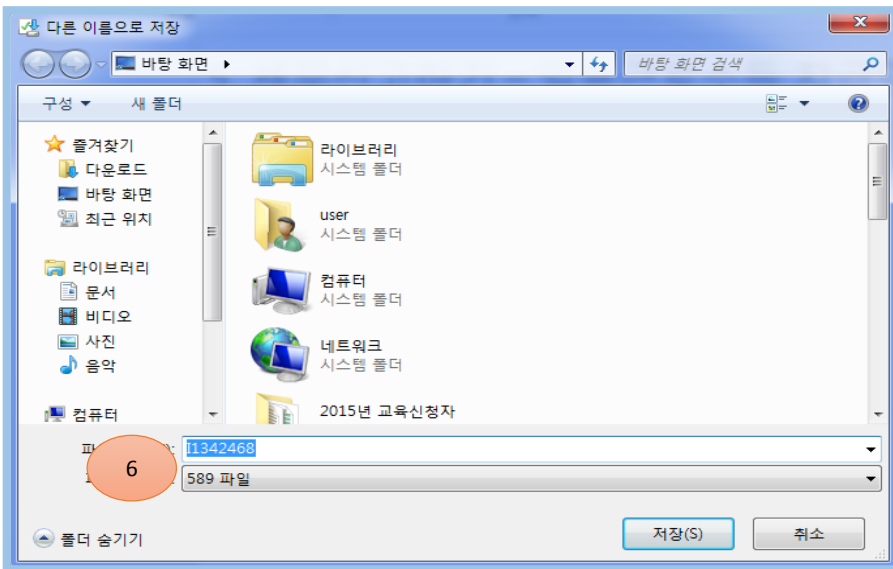 다른 이름으로 저장
바탕 화면
바탕 화면 검색
구성
새 폴더
즐겨찾기
다운로드
바탕 화면
최근 위치
라이브러리
문서
비디오
사진
음악
컴퓨터
라이브러리
시스템 폴더
user
시스템 폴더
컴퓨터
시스템 폴더
네트워크
시스템 폴더
2015년 교육신청자
6
I1342468
589 파일
폴더 숨기기
저장(S)
취소